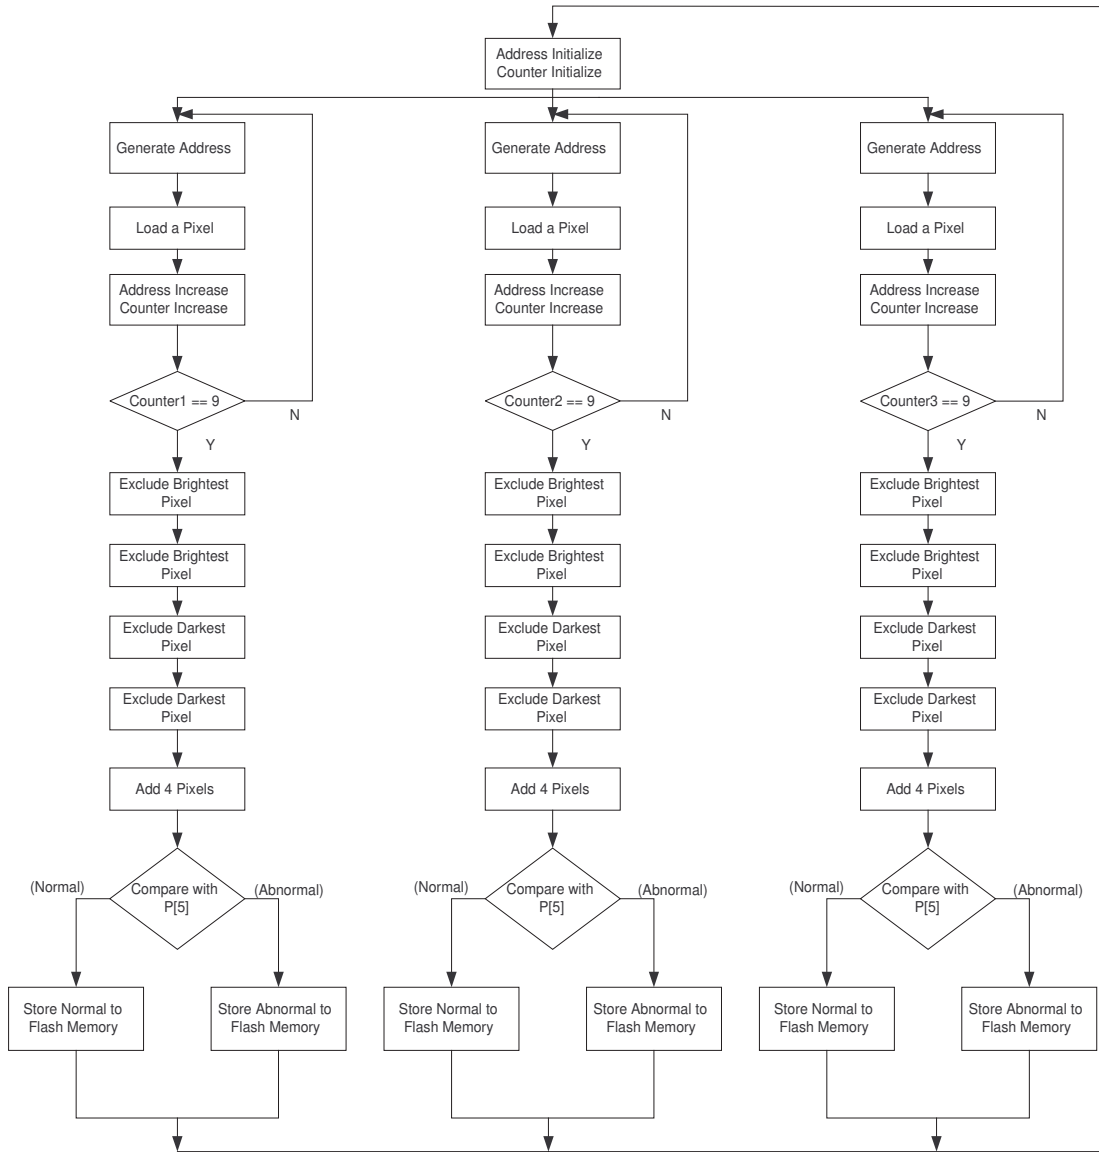 Address Initialize
Counter Initialize
Generate Address
Generate Address
Generate Address
Load a Pixel
Load a Pixel
Load a Pixel
Address Increase
Counter Increase
Address Increase
Counter Increase
Address Increase
Counter Increase
Counter1 == 9
N
Counter2 == 9
N
Counter3 == 9
N
Y
Y
Y
Exclude Brightest
Pixel
Exclude Brightest
Pixel
Exclude Brightest
Pixel
Exclude Brightest
Pixel
Exclude Brightest
Pixel
Exclude Brightest
Pixel
Exclude Darkest
Pixel
Exclude Darkest
Pixel
Exclude Darkest
Pixel
Exclude Darkest
Pixel
Exclude Darkest
Pixel
Exclude Darkest
Pixel
Add 4 Pixels
Add 4 Pixels
Add 4 Pixels
(Normal)
Compare with
P[5]
(Abnormal)
(Normal)
Compare with
P[5]
(Abnormal)
(Normal)
Compare with
P[5]
(Abnormal)
Store Normal to
Flash Memory
Store Abnormal to
Flash Memory
Store Normal to
Flash Memory
Store Abnormal to
Flash Memory
Store Normal to
Flash Memory
Store Abnormal to
Flash Memory